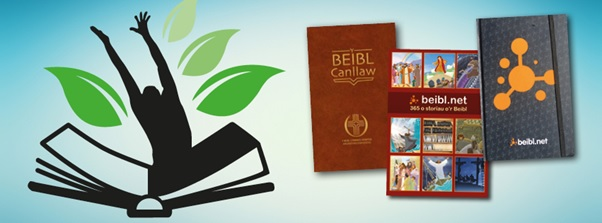 BEIBL
Canllaw
beibl.net
365 o storïau o'r Beibl
beibl.net